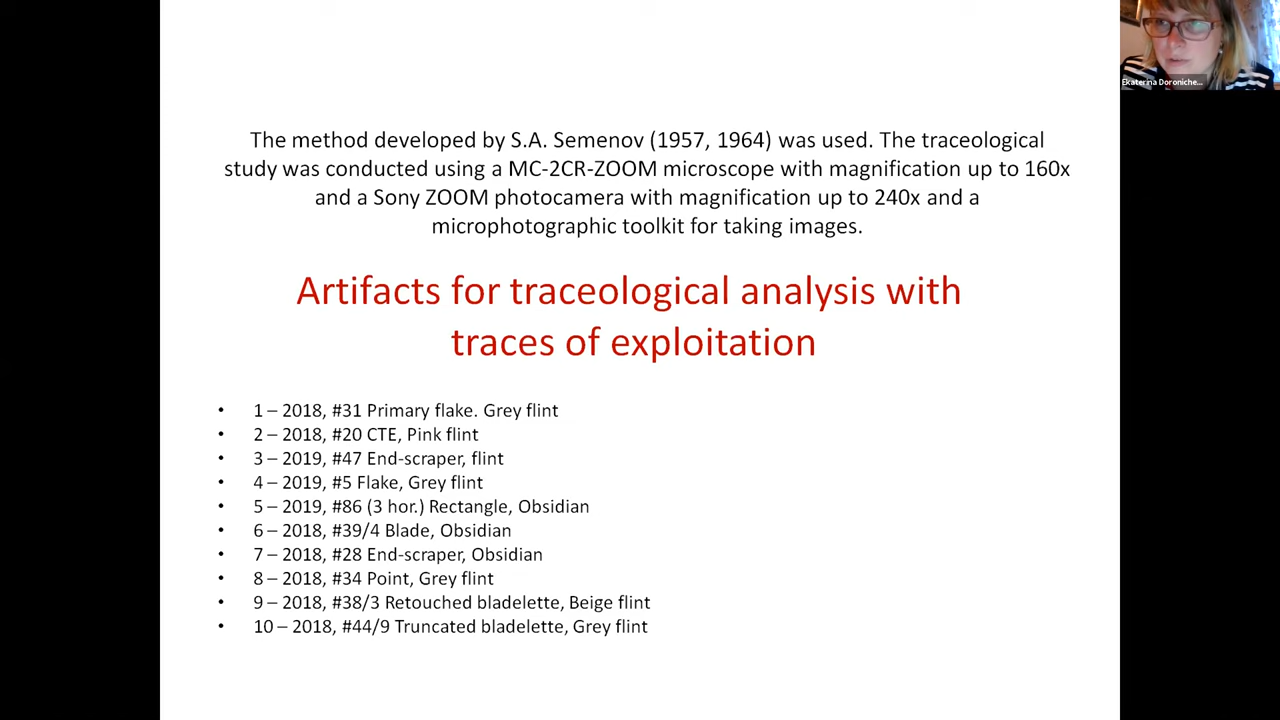 Ekaterina Doroniche...
The method developed by S.A. Semenov (1957, 1964) was used. The traceological
study was conducted using a MC-2CR-ZOOM microscope with magnification up to 160x
and a Sony ZOOM photocamera with magnification up to 240x and a
microphotographic toolkit for taking images.
Artifacts for traceological analysis with
traces of exploitation
• 1 – 2018, #31 Primary flake. Grey flint
• 2 – 2018, #20 CTE, Pink flint
• 3 – 2019, #47 End-scraper, flint
• 4 – 2019, #5 Flake, Grey flint
• 5 – 2019, #86 (3 hor.) Rectangle, Obsidian
• 6 – 2018, #39/4 Blade, Obsidian
• 7 – 2018, #28 End-scraper, Obsidian
• 8 – 2018, #34 Point, Grey flint
• 9 – 2018, #38/3 Retouched bladelette, Beige flint
• 10 – 2018, #44/9 Truncated bladelette, Grey flint